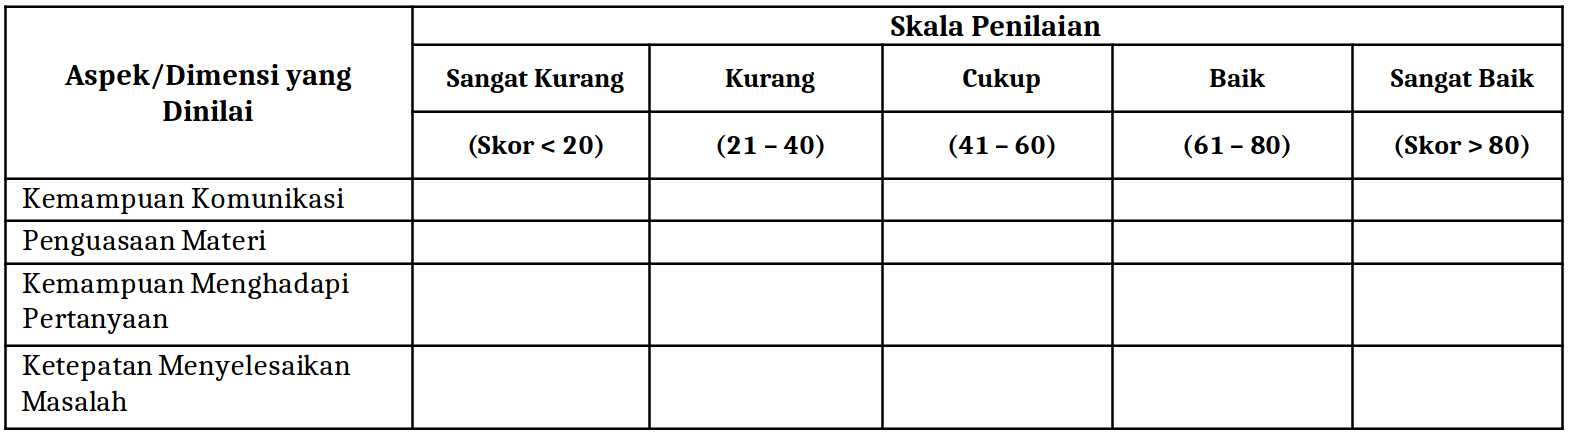 Aspek/Dimensi yang
Dinilai
Skala Penilaian
Sangat Kurang
Kurang
Cukup
Baik
Sangat Baik
(Skor < 20)
(21 – 40)
(41 – 60)
(61 – 80)
(Skor > 80)
Kemampuan Komunikasi
Penguasaan Materi
Kemampuan Menghadapi
Pertanyaan
Ketepatan Menyelesaikan
Masalah